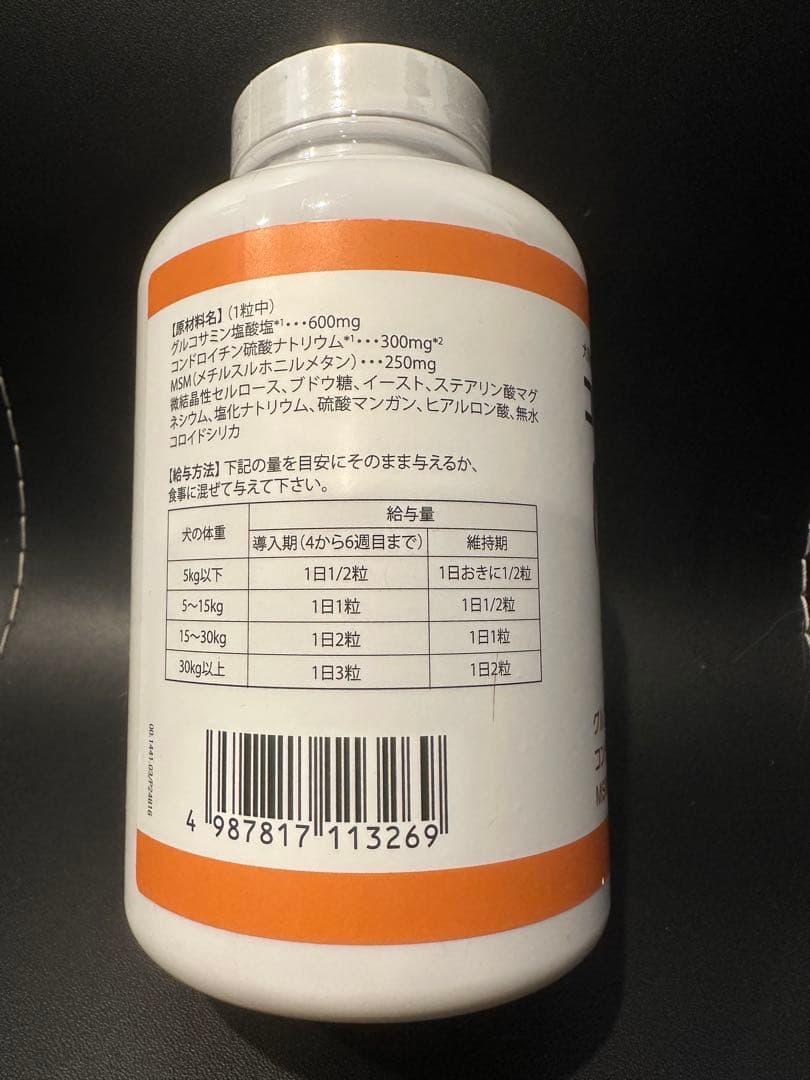 【原材料名】(1粒中)
グルコサミン塩酸塩*1･･･600mg
コンドロイチン硫酸ナトリウム*1･･･300mg*2
MSM(メチルスルホニルメタン)･･･250mg
微結晶性セルロース、ブドウ糖、イースト、ステアリン酸マグ
ネシウム、塩化ナトリウム、硫酸マンガン、ヒアルロン酸、無水
コロイドシリカ
【給与方法】下記の量を目安にそのまま与えるか、
食事に混ぜて与えて下さい。
犬の体重 給与量
導入期(4から6週目まで) 維持期
5kg以下 1日1/2粒 1日おきに1/2粒
5〜15kg 1日1粒 1日1/2粒
15〜30kg 1日2粒 1日1粒
30kg以上 1日3粒 1日2粒
00.1441.03/F24816
4 987817 113269
グル
コン
MS